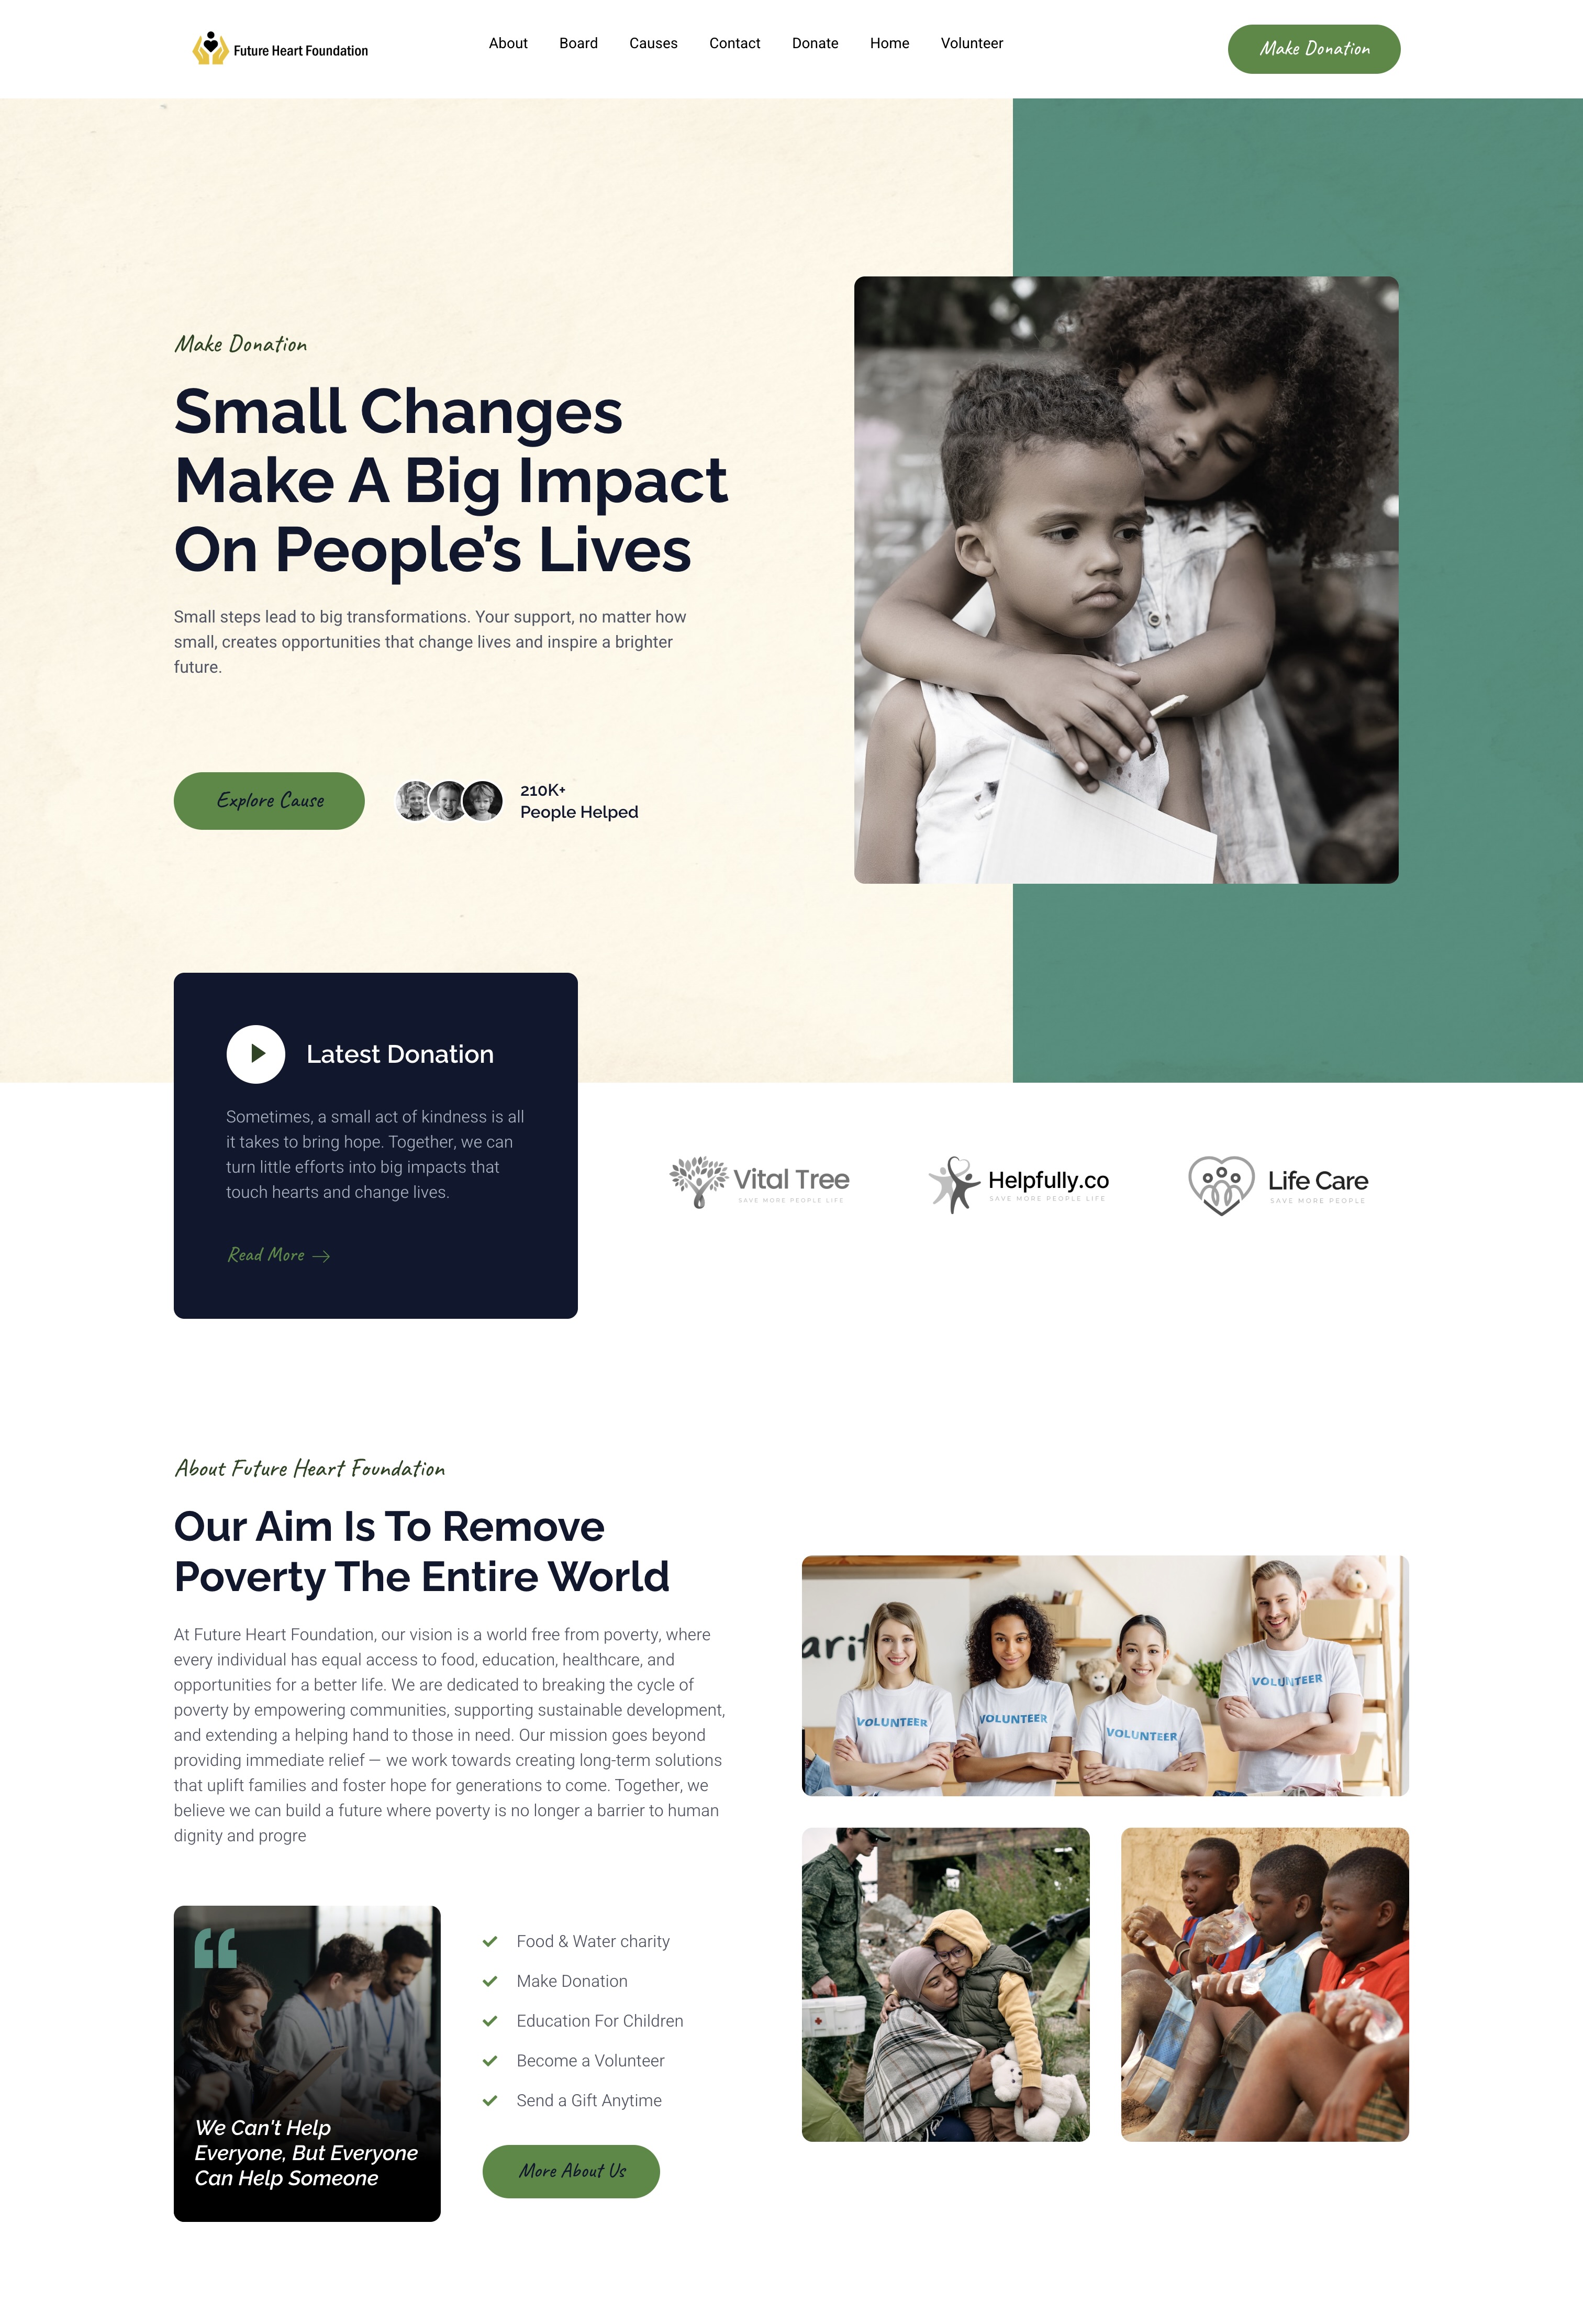 Future Heart Foundation
About Board Causes Contact Donate Home Volunteer
Make Donation
Make Donation
Small Changes
Make A Big Impact
On People’s Lives
Small steps lead to big transformations. Your support, no matter how
small, creates opportunities that change lives and inspire a brighter
future.
Explore Cause
210K+
People Helped
Latest Donation
Sometimes, a small act of kindness is all
it takes to bring hope. Together, we can
turn little efforts into big impacts that
touch hearts and change lives.
Read More
Vital Tree
SAVE MORE PEOPLE LIFE
Helpfully.co
SAVE MORE PEOPLE LIFE
Life Care
SAVE MORE PEOPLE
About Future Heart Foundation
Our Aim Is To Remove
Poverty The Entire World
At Future Heart Foundation, our vision is a world free from poverty, where
every individual has equal access to food, education, healthcare, and
opportunities for a better life. We are dedicated to breaking the cycle of
poverty by empowering communities, supporting sustainable development,
and extending a helping hand to those in need. Our mission goes beyond
providing immediate relief — we work towards creating long-term solutions
that uplift families and foster hope for generations to come. Together, we
believe we can build a future where poverty is no longer a barrier to human
dignity and progre
We Can't Help
Everyone, But Everyone
Can Help Someone
Food & Water charity
Make Donation
Education For Children
Become a Volunteer
Send a Gift Anytime
More About Us
arit
VOLUNTEER
VOLUNTEER
VOLUNTEER
VOLUNTEER